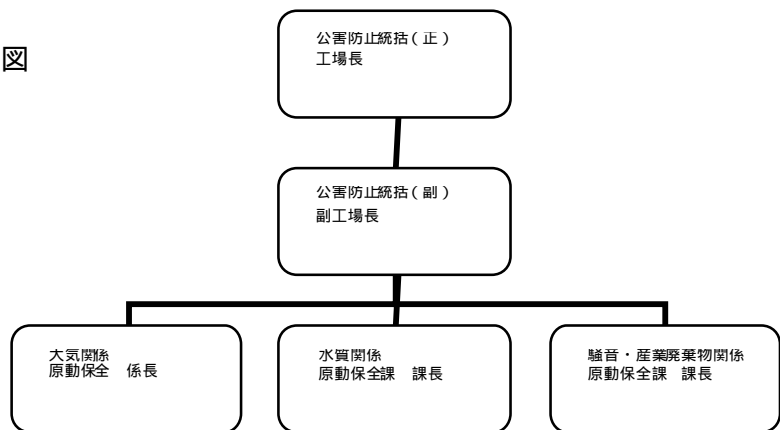 図
公害防止統括(正)
工場長
公害防止統括(副)
副工場長
大気関係
原動保全　係長
水質関係
原動保全課　課長
騒音・産業廃棄物関係
原動保全課　課長